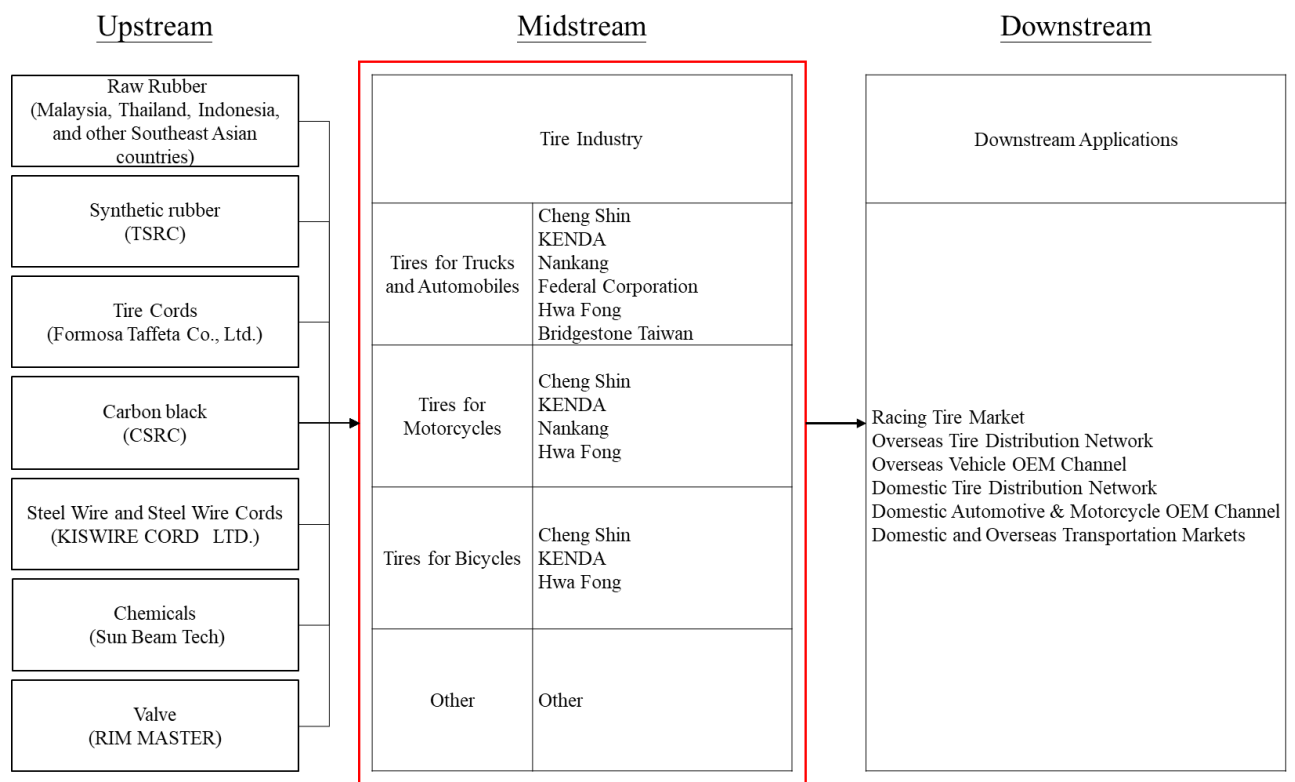 Upstream
Midstream
Downstream
Raw Rubber
(Malaysia, Thailand, Indonesia,
and other Southeast Asian
countries)
Synthetic rubber
(TSRC)
Tire Cords
(Formosa Taffeta Co., Ltd.)
Carbon black
(CSRC)
Steel Wire and Steel Wire Cords
(KISWIRE CORD LTD.)
Chemicals
(Sun Beam Tech)
Valve
(RIM MASTER)
Tire Industry
Tires for Trucks
and Automobiles
Cheng Shin
KENDA
Nankang
Federal Corporation
Hwa Fong
Bridgestone Taiwan
Tires for
Motorcycles
Cheng Shin
KENDA
Nankang
Hwa Fong
Tires for Bicycles
Cheng Shin
KENDA
Hwa Fong
Other
Other
Downstream Applications
Racing Tire Market
Overseas Tire Distribution Network
Overseas Vehicle OEM Channel
Domestic Tire Distribution Network
Domestic Automotive & Motorcycle OEM Channel
Domestic and Overseas Transportation Markets